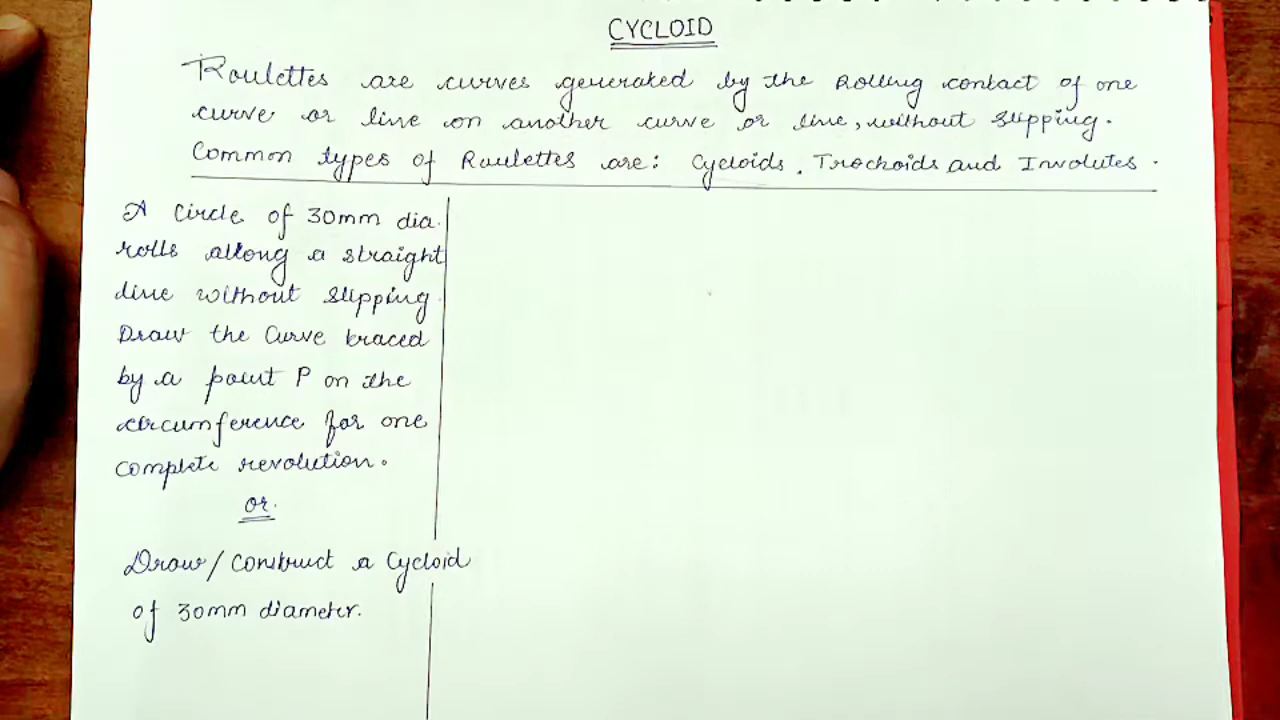 CYCLOID
Roulettes are curves generated by the Rolling contact of one
curve or line on another curve or line, without slipping.
Common types of Roulettes are: Cycloids, Trochoids and Involutes.
A Circle of 30mm dia.
rolls allong a straight
line without slipping.
Draw the Curve traced
by a point P on the
circumference for one
complete revolution.
or.
Draw/Construct a Cycloid
of 30mm diameter.